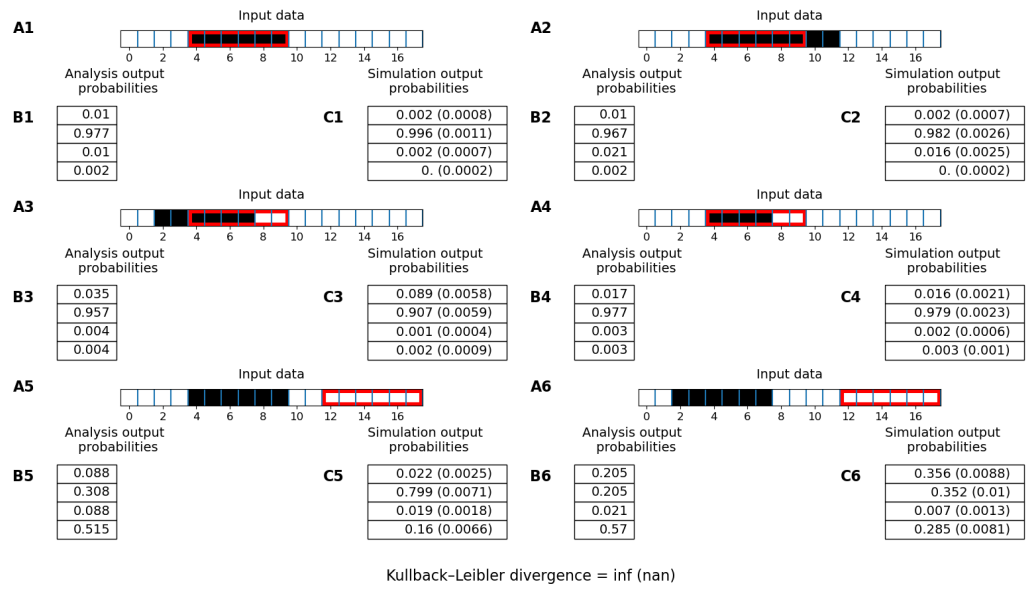 A1
Input data
0 2 4 6 8 10 12 14 16
Analysis output
probabilities
Simulation output
probabilities
B1
0.01
0.977
0.01
0.002
C1
0.002 (0.0008)
0.996 (0.0011)
0.002 (0.0007)
0. (0.0002)
A2
Input data
0 2 4 6 8 10 12 14 16
Analysis output
probabilities
Simulation output
probabilities
B2
0.01
0.967
0.021
0.002
C2
0.002 (0.0007)
0.982 (0.0026)
0.016 (0.0025)
0. (0.0002)
A3
Input data
0 2 4 6 8 10 12 14 16
Analysis output
probabilities
Simulation output
probabilities
B3
0.035
0.957
0.004
0.004
C3
0.089 (0.0058)
0.907 (0.0059)
0.001 (0.0004)
0.002 (0.0009)
A4
Input data
0 2 4 6 8 10 12 14 16
Analysis output
probabilities
Simulation output
probabilities
B4
0.017
0.977
0.003
0.003
C4
0.016 (0.0021)
0.979 (0.0023)
0.002 (0.0006)
0.003 (0.001)
A5
Input data
0 2 4 6 8 10 12 14 16
Analysis output
probabilities
Simulation output
probabilities
B5
0.088
0.308
0.088
0.515
C5
0.022 (0.0025)
0.799 (0.0071)
0.019 (0.0018)
0.16 (0.0066)
A6
Input data
0 2 4 6 8 10 12 14 16
Analysis output
probabilities
Simulation output
probabilities
B6
0.205
0.205
0.021
0.57
C6
0.356 (0.0088)
0.352 (0.01)
0.007 (0.0013)
0.285 (0.0081)
Kullback–Leibler divergence = inf (nan)